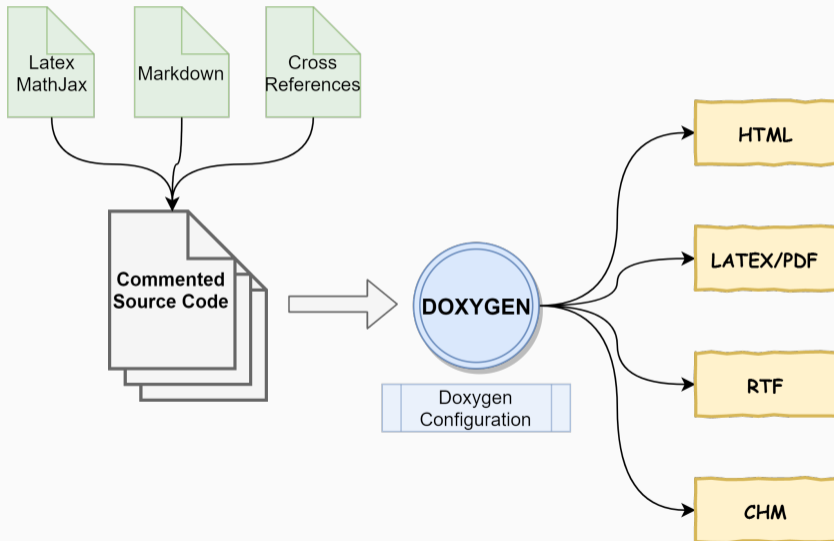 Latex
MathJax
Markdown
Cross
References
Commented
Source Code
DOXYGEN
Doxygen
Configuration
HTML
LATEX/PDF
RTF
CHM